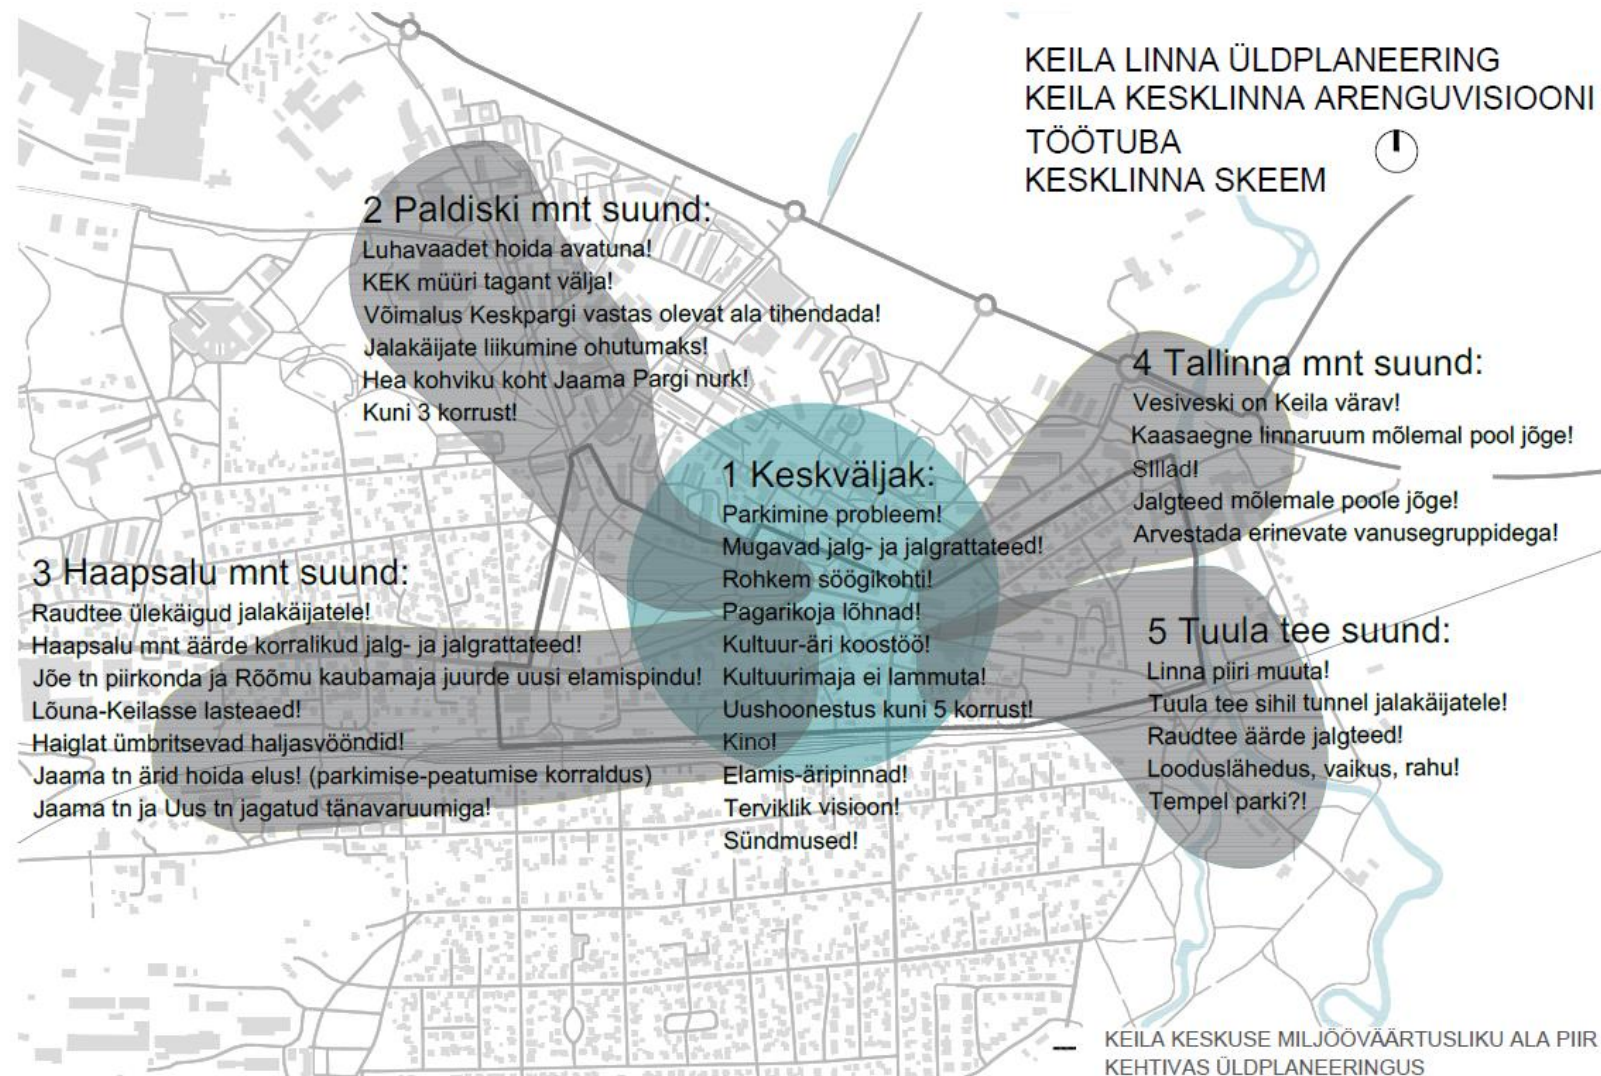 KEILA LINNA ÜLDPLANEERING
KEILA KESKLINNA ARENGUVISIOONI
TÖÖTUBA
KESKLINNA SKEEM
2 Paldiski mnt suund:
Luhavaadet hoida avatuna!
KEK müüri tagant välja!
Võimalus Keskpargi vastas olevat ala tihendada!
Jalakäijate liikumine ohutumaks!
Hea kohviku koht Jaama Pargi nurk!
Kuni 3 korrust!
4 Tallinna mnt suund:
Vesiveski on Keila värav!
Kaasaegne linnaruum mõlemal pool jõge!
Sillad!
Jalgteed mõlemale poole jõge!
Arvestada erinevate vanusegruppidega!
1 Keskväljak:
Parkimine probleem!
Mugavad jalg- ja jalgrattateed!
Rohkem söögikohti!
Pagarikoja lõhnad!
Kultuur-äri koostöö!
Kultuurimaja ei lammuta!
Uushoonestus kuni 5 korrust!
Kino!
Elamis-äripinnad!
Terviklik visioon!
Sündmused!
3 Haapsalu mnt suund:
Raudtee ülekäigud jalakäijatele!
Haapsalu mnt äärde korralikud jalg- ja jalgrattateed!
Jõe tn piirkonda ja Rõõmu kaubamaja juurde uusi elamispindu!
Lõuna-Keilasse lasteaed!
Haiglat ümbritsevad haljasvööndid!
Jaama tn ärid hoida elus! (parkimise-peatumise korraldus)
Jaama tn ja Uus tn jagatud tänavaruumiga!
5 Tuula tee suund:
Linna piiri muuta!
Tuula tee sihil tunnel jalakäijatele!
Raudtee äärde jalgteed!
Looduslähedus, vaikus, rahu!
Tempel parki?!
KEILA KESKUSE MILJÖÖVÄÄRTUSLIKU ALA PIIR
KEHTIVAS ÜLDPLANEERINGUS